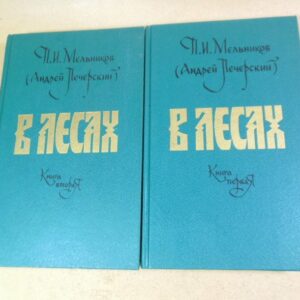 П.И. Мельников
(Андрей Печерский)
В ЛЕСАХ
Книга вторая
П.И. Мельников
(Андрей Печерский)
В ЛЕСАХ
Книга первая